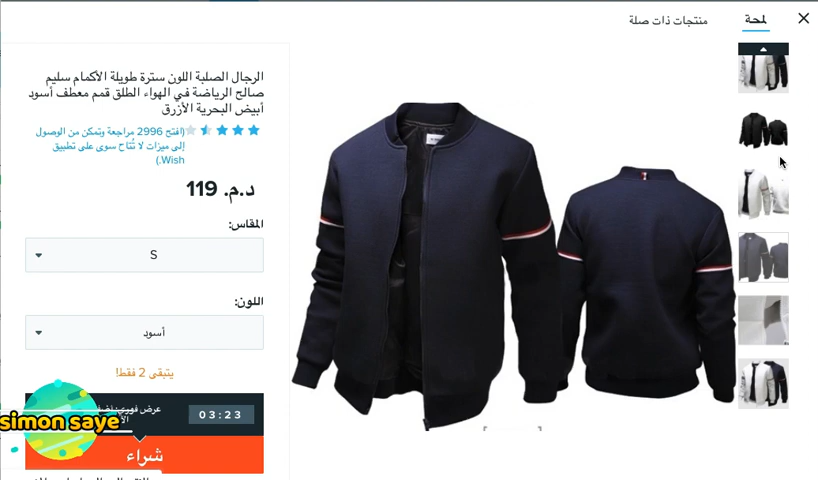 لمحة
منتجات ذات صلة
الرجال الصلبة اللون سترة طويلة الأكمام سليم
صالح الرياضة في الهواء الطلق قمم معطف أسود
أبيض البحرية الأزرق
(افتح 2996 مراجعة وتمكن من الوصول
إلى ميزات لا تُتاح سوى على تطبيق
Wish.)
د.م. 119
المقاس:
S
اللون:
أسود
يتبقى 2 فقط!
عرض فوري:
03:23
simon saye
شراء